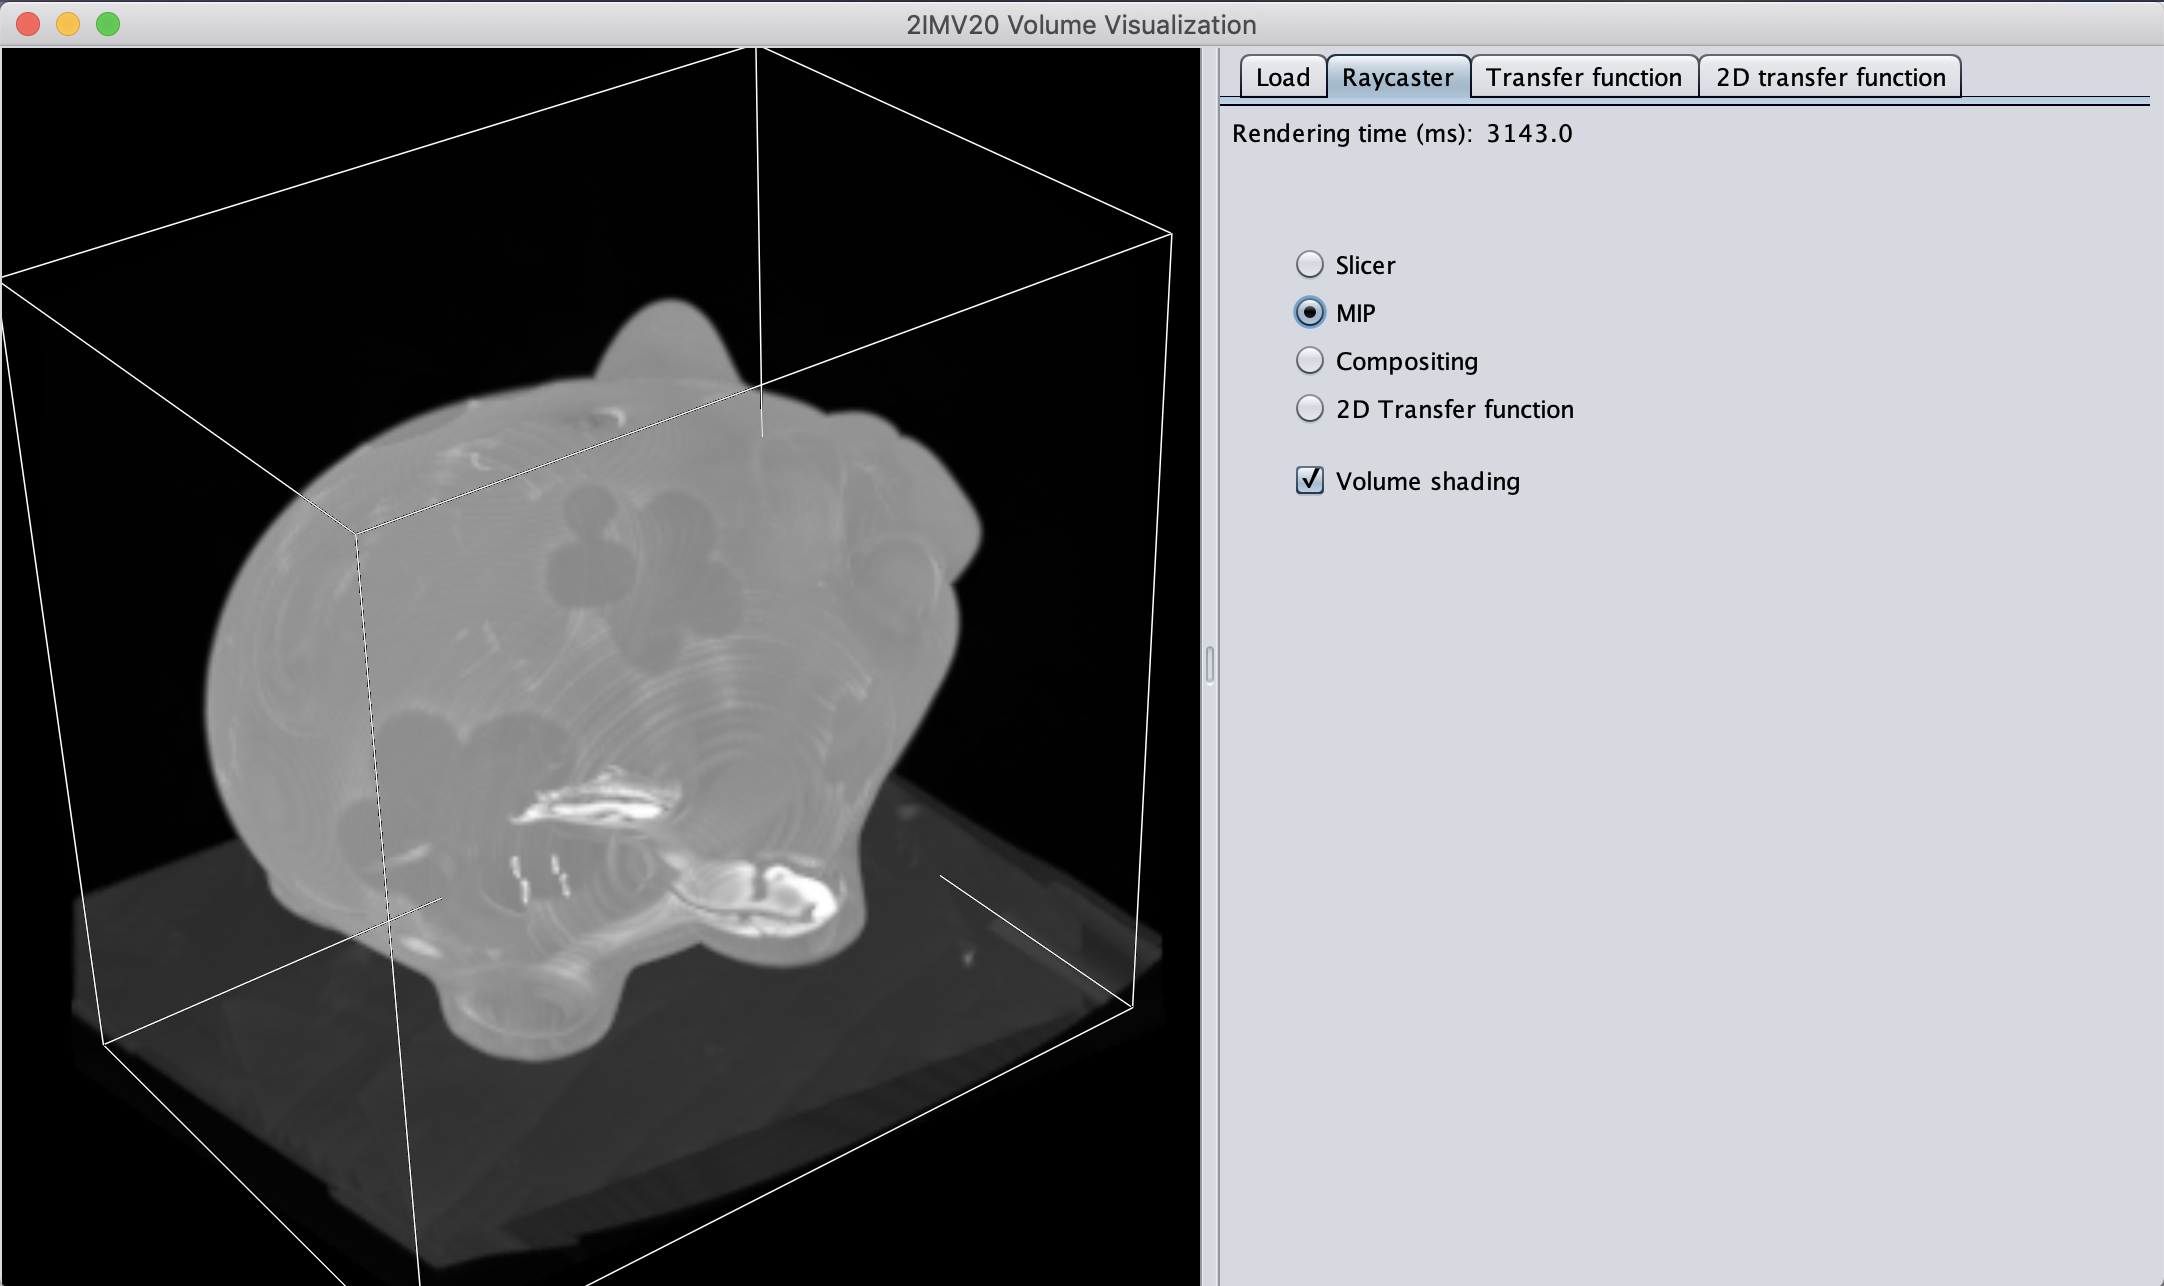 2IMV20 Volume Visualization
Load Raycaster Transfer function 2D transfer function
Rendering time (ms): 3143.0
Slicer
MIP
Compositing
2D Transfer function
Volume shading